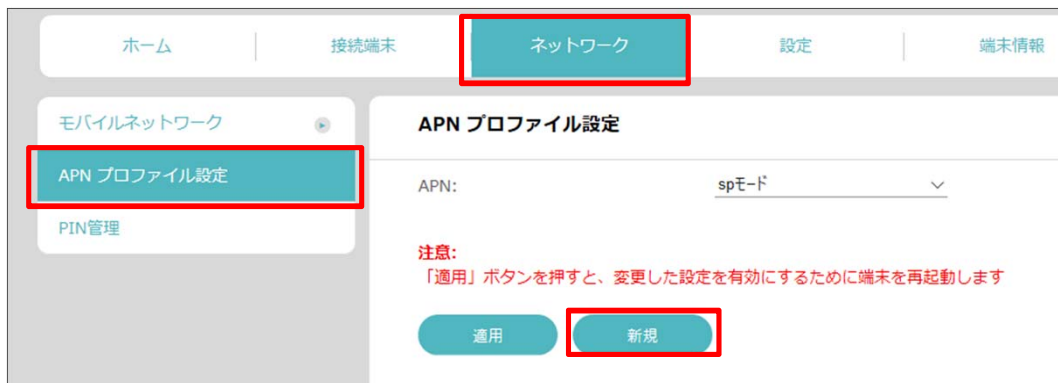 ホーム
接続端末
ネットワーク
設定
端末情報
モバイルネットワーク
APN プロファイル設定
PIN管理
APN プロファイル設定
APN:
spモード
注意:
「適用」ボタンを押すと、変更した設定を有効にするために端末を再起動します
適用
新規